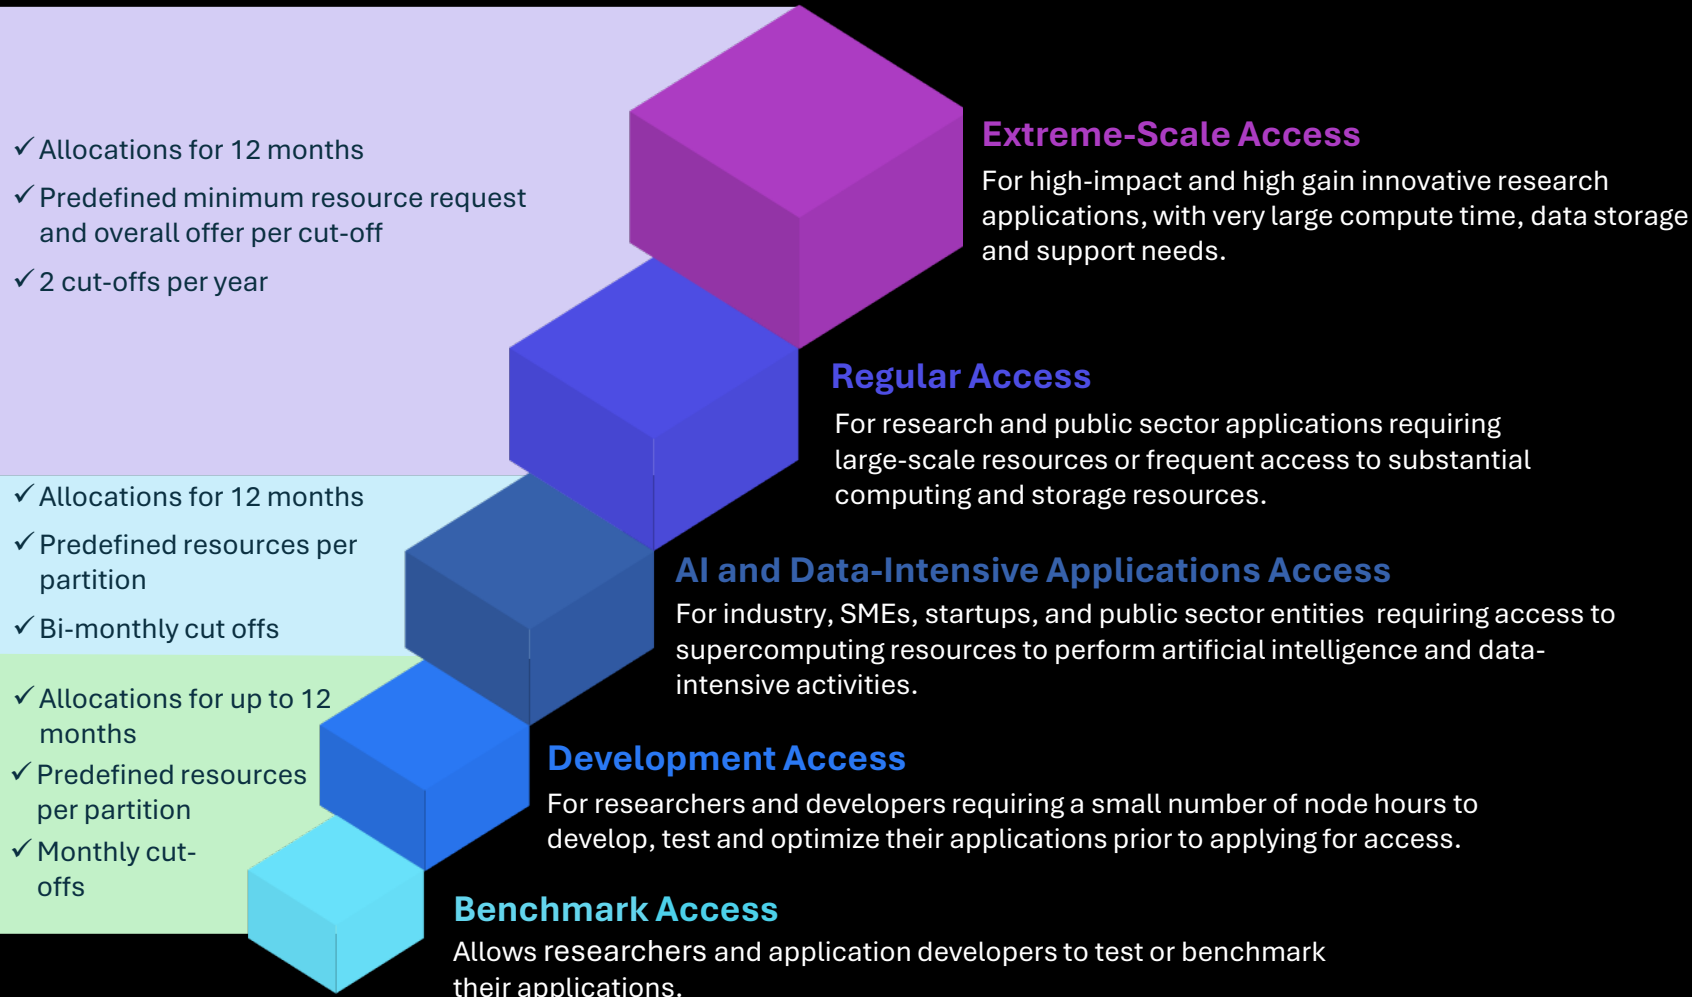 ✓ Allocations for 12 months
✓ Predefined minimum resource request
and overall offer per cut-off
✓ 2 cut-offs per year
Extreme-Scale Access
For high-impact and high gain innovative research
applications, with very large compute time, data storage
and support needs.
Regular Access
For research and public sector applications requiring
large-scale resources or frequent access to substantial
computing and storage resources.
✓ Allocations for 12 months
✓ Predefined resources per
partition
✓ Bi-monthly cut offs
AI and Data-Intensive Applications Access
For industry, SMEs, startups, and public sector entities requiring access to
supercomputing resources to perform artificial intelligence and data-
intensive activities.
✓ Allocations for up to 12
months
✓ Predefined resources
per partition
✓ Monthly cut-
offs
Development Access
For researchers and developers requiring a small number of node hours to
develop, test and optimize their applications prior to applying for access.
Benchmark Access
Allows researchers and application developers to test or benchmark
their applications.